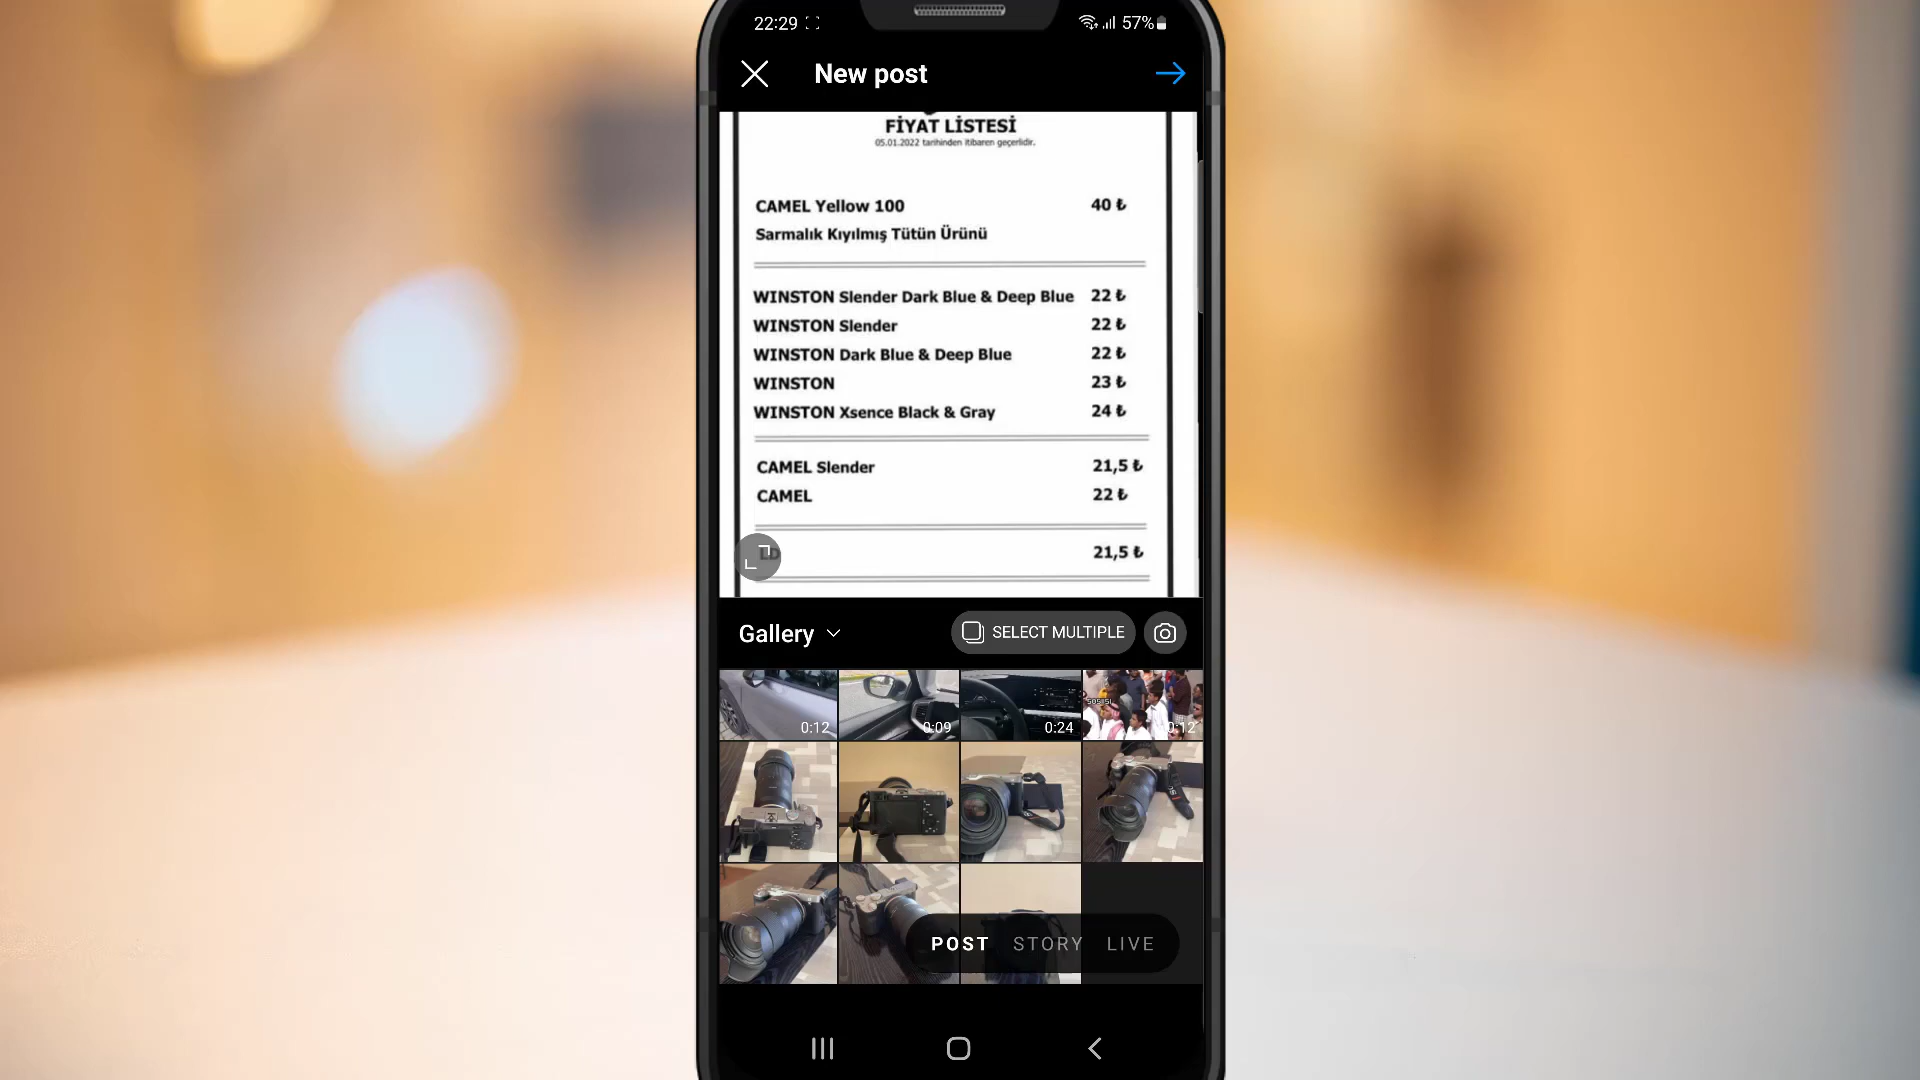 22:29
57%
New post
FİYAT LİSTESİ
05.01.2022 tarihinden itibaren geçerlidir.
CAMEL Yellow 100 40 ₺
Sarmalık Kıyılmış Tütün Ürünü
WINSTON Slender Dark Blue & Deep Blue 22 ₺
WINSTON Slender 22 ₺
WINSTON Dark Blue & Deep Blue 22 ₺
WINSTON 23 ₺
WINSTON Xsence Black & Gray 24 ₺
CAMEL Slender 21,5 ₺
CAMEL 22 ₺
LD 21,5 ₺
Gallery
SELECT MULTIPLE
0:12
0:09
0:24
0:12
POST STORY LIVE